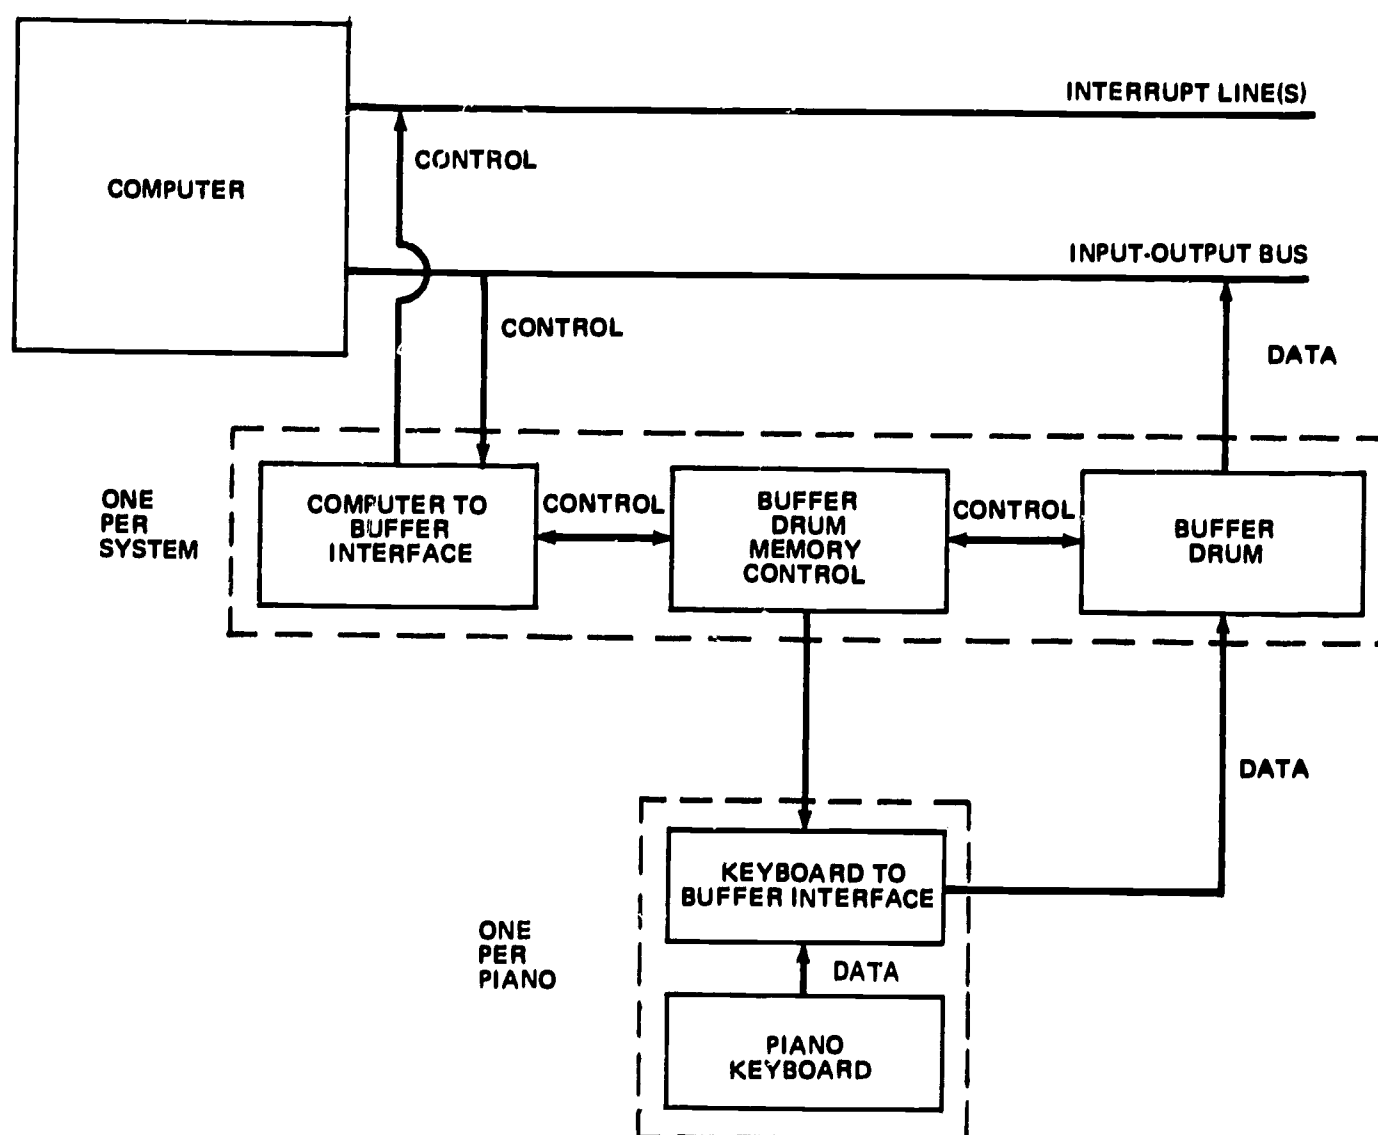 INTERRUPT LINE(S)
CONTROL
COMPUTER
INPUT-OUTPUT BUS
CONTROL
DATA
ONE
PER
SYSTEM
COMPUTER TO
BUFFER
INTERFACE
CONTROL
BUFFER
DRUM
MEMORY
CONTROL
CONTROL
BUFFER
DRUM
DATA
KEYBOARD TO
BUFFER INTERFACE
ONE
PER
PIANO
DATA
PIANO
KEYBOARD